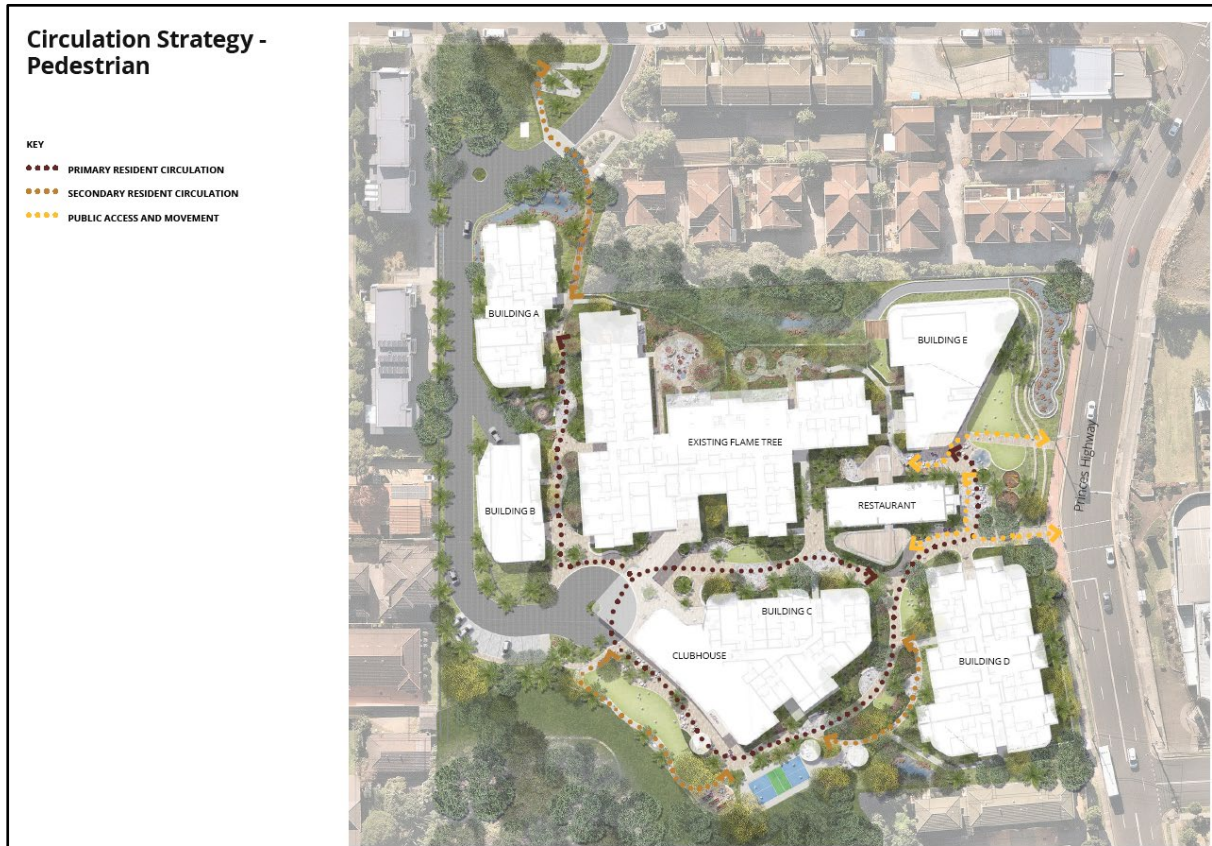 Circulation Strategy -
Pedestrian
KEY
PRIMARY RESIDENT CIRCULATION
SECONDARY RESIDENT CIRCULATION
PUBLIC ACCESS AND MOVEMENT
BUILDING A
BUILDING E
EXISTING FLAME TREE
Princes Highway
BUILDING B
RESTAURANT
BUILDING C
CLUBHOUSE
BUILDING D